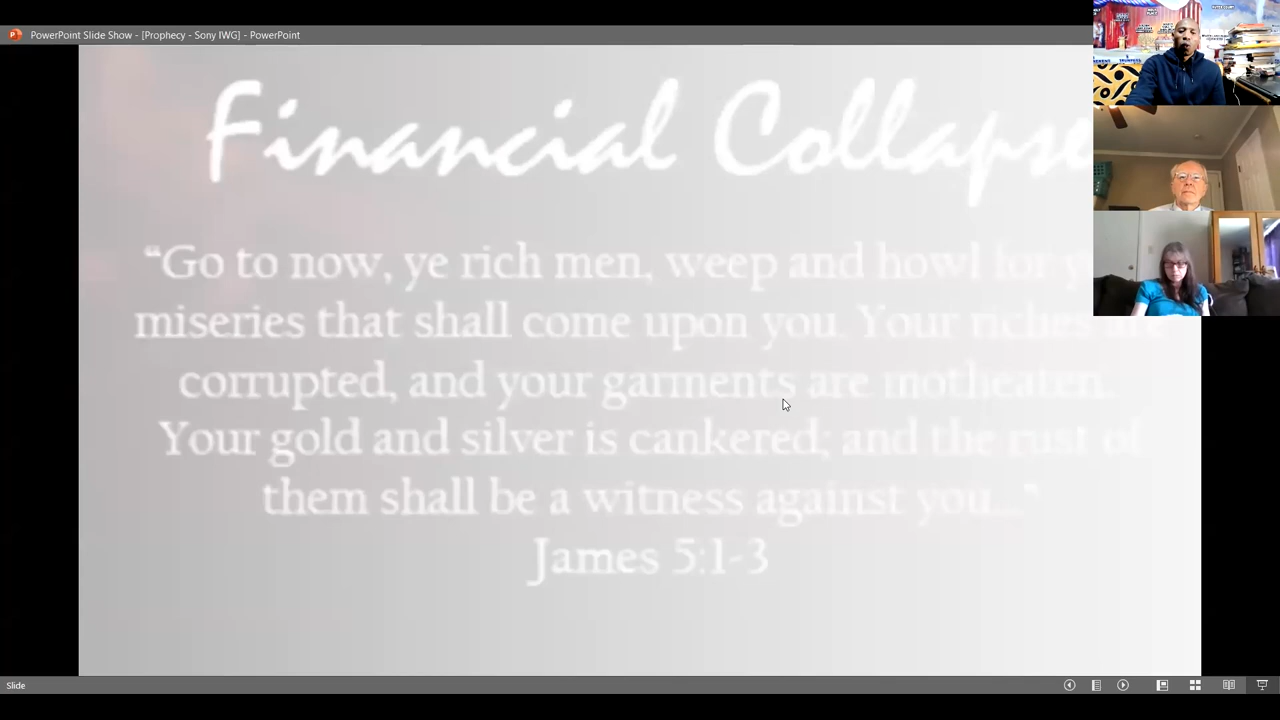 PowerPoint Slide Show - [Prophecy - Sony IWG] - PowerPoint
Financial Collapse
“Go to now, ye rich men, weep and howl for
miseries that shall come upon you. Your riches are
corrupted, and your garments are motheaten.
Your gold and silver is cankered; and the rust of
them shall be a witness against you...”
James 5:1-3
Slide